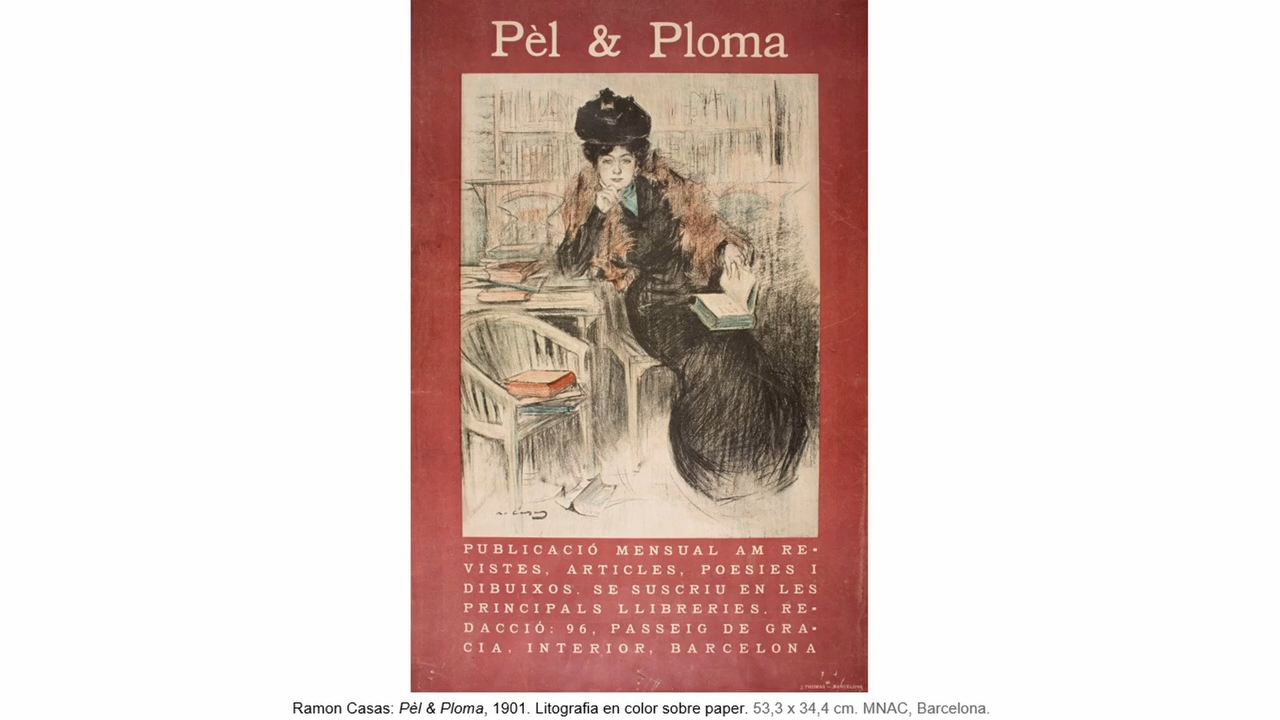 Pèl & Ploma
PUBLICACIÓ MENSUAL AM RE-
VISTES, ARTICLES, POESIES I
DIBUIXOS. SE SUSCRIU EN LES
PRINCIPALS LLIBRERIES. RE-
DACCIÓ: 96, PASSEIG DE GRA-
CIA, INTERIOR, BARCELONA
J. THOMAS - BARCELONA
Ramon Casas: Pèl & Ploma, 1901. Litografia en color sobre paper. 53,3 x 34,4 cm. MNAC, Barcelona.